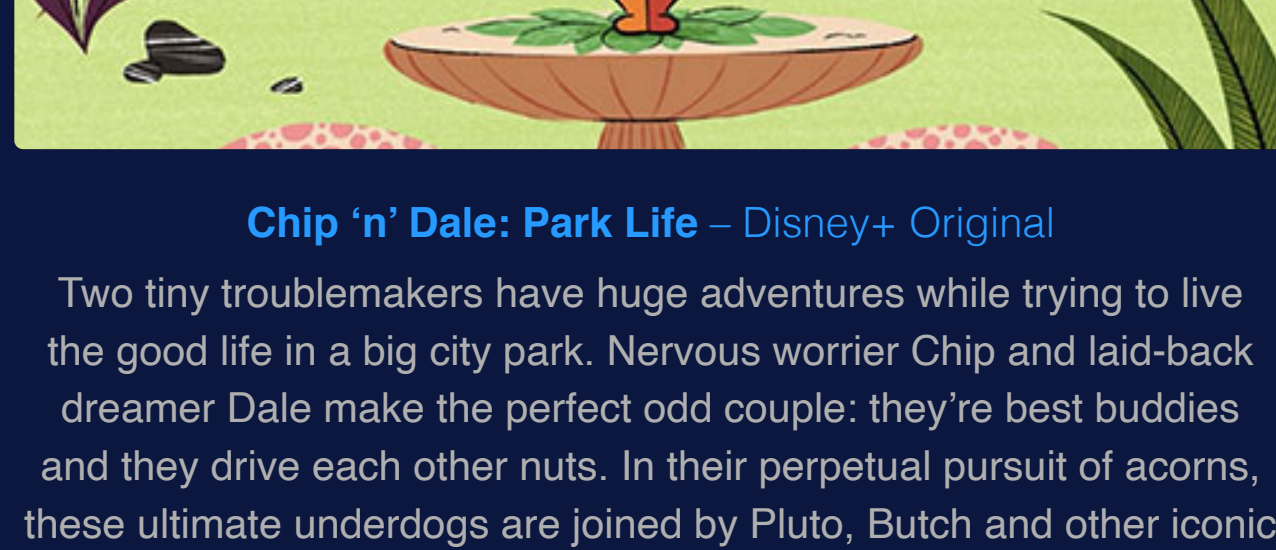 Chip ‘n’ Dale: Park Life – Disney+ Original
Two tiny troublemakers have huge adventures while trying to live
the good life in a big city park. Nervous worrier Chip and laid-back
dreamer Dale make the perfect odd couple: they’re best buddies
and they drive each other nuts. In their perpetual pursuit of acorns,
these ultimate underdogs are joined by Pluto, Butch and other iconic